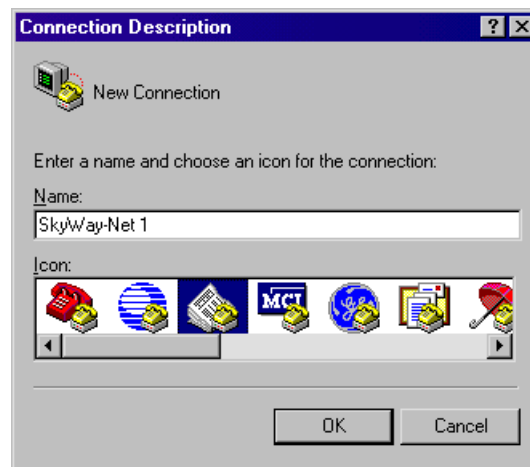 Connection Description
New Connection
Enter a name and choose an icon for the connection:
Name:
SkyWay-Net 1
Icon:
MCI
OK
Cancel